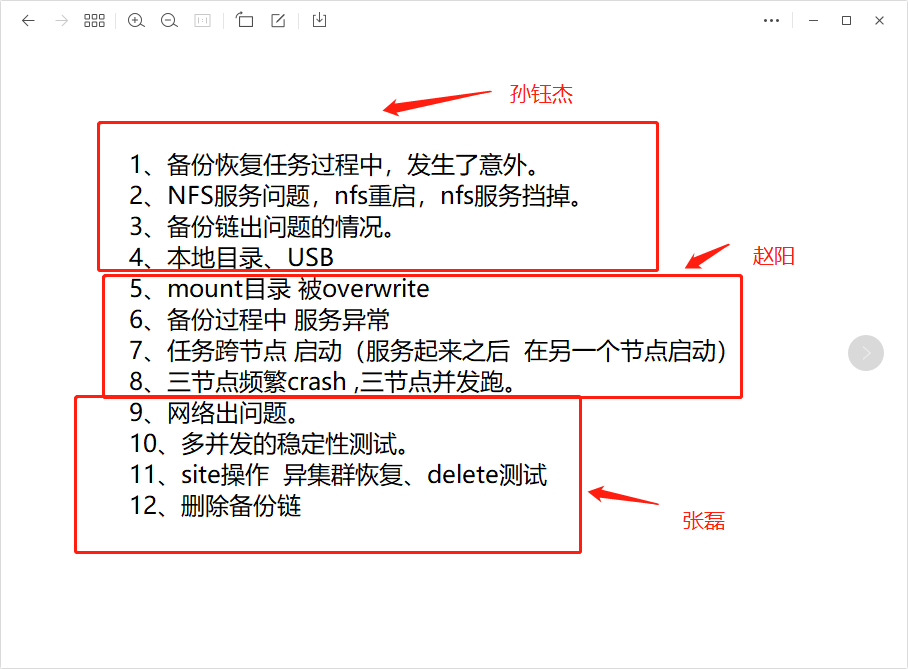 孙钰杰
1、备份恢复任务过程中，发生了意外。
2、NFS服务问题，nfs重启，nfs服务挡掉。
3、备份链出问题的情况。
4、本地目录、USB
赵阳
5、mount目录 被overwrite
6、备份过程中 服务异常
7、任务跨节点 启动（服务起来之后  在另一个节点启动）
8、三节点频繁crash ,三节点并发跑。
9、网络出问题。
10、多并发的稳定性测试。
11、site操作  异集群恢复、delete测试
12、删除备份链
张磊